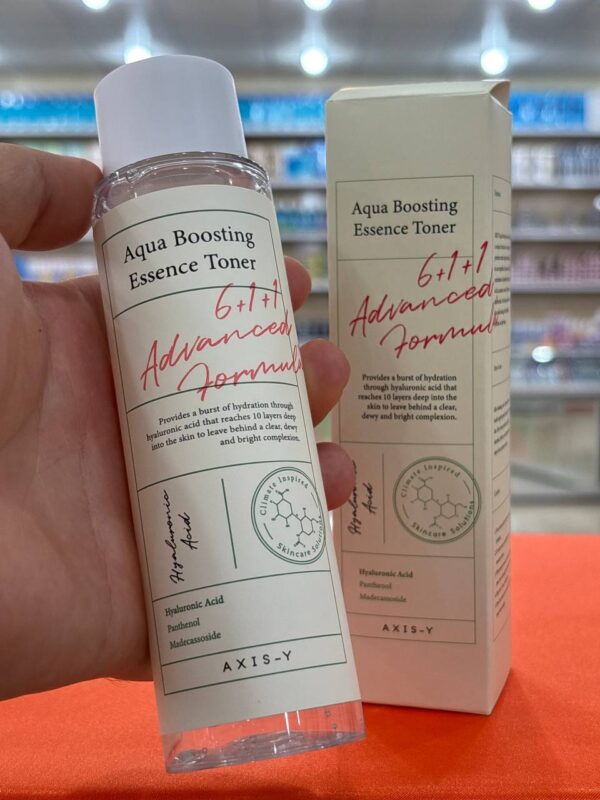 Aqua Boosting
Essence Toner
6+1+1
Advanced
Formul
Provides a burst of hydration through
hyaluronic acid that reaches 10 layers deep
into the skin to leave behind a clear, dewy
and bright complexion.
Hyaluronic
Acid
Climate Inspired
Skincare Solutions
Hyaluronic Acid
Panthenol
Madecassoside
AXIS-Y
Aqua Boosting
Essence Toner
6+1+1
Advanced
Formul
Provides a burst of hydration
through hyaluronic acid that
reaches 10 layers deep into the
skin to leave behind a clear,
dewy and bright complexion.
Hyaluronic
Acid
Climate Inspired
Skincare Solutions
Hyaluronic Acid
Panthenol
Madecassoside
AXIS-Y